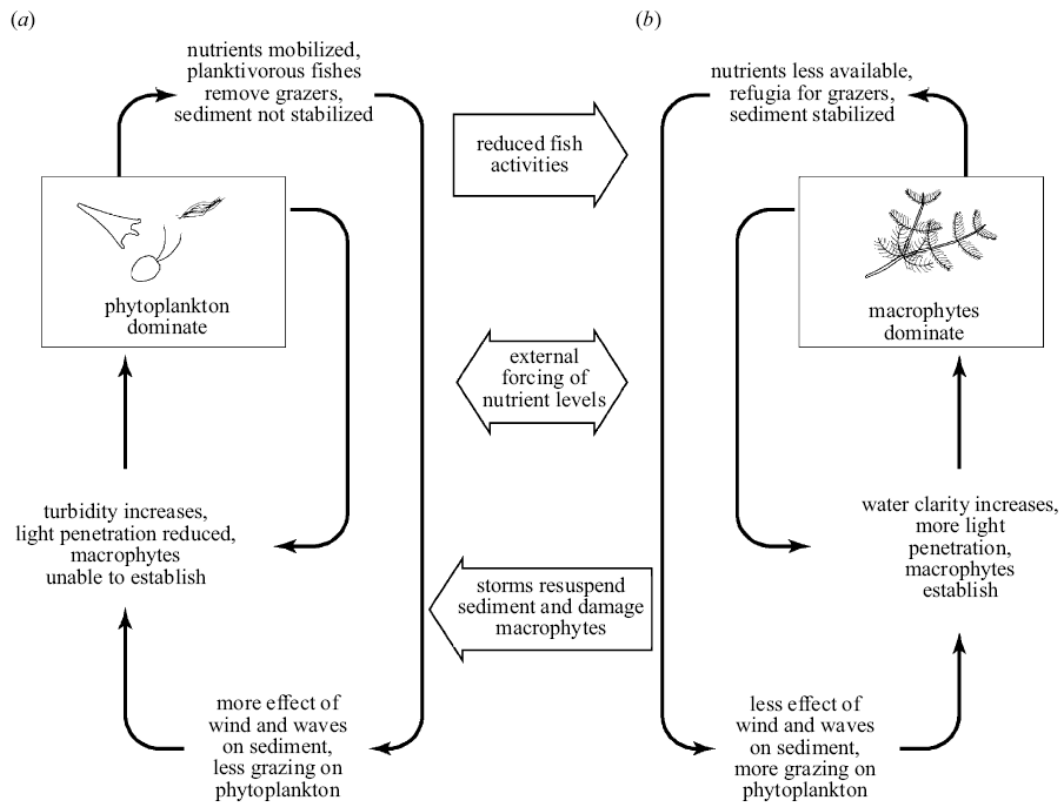 (a)
nutrients mobilized,
planktivorous fishes
remove grazers,
sediment not stabilized
phytoplankton
dominate
turbidity increases,
light penetration reduced,
macrophytes
unable to establish
more effect of
wind and waves
on sediment,
less grazing on
phytoplankton
reduced fish
activities
external
forcing of
nutrient levels
storms resuspend
sediment and damage
macrophytes
(b)
nutrients less available,
refugia for grazers,
sediment stabilized
macrophytes
dominate
water clarity increases,
more light
penetration,
macrophytes
establish
less effect of
wind and waves
on sediment,
more grazing on
phytoplankton